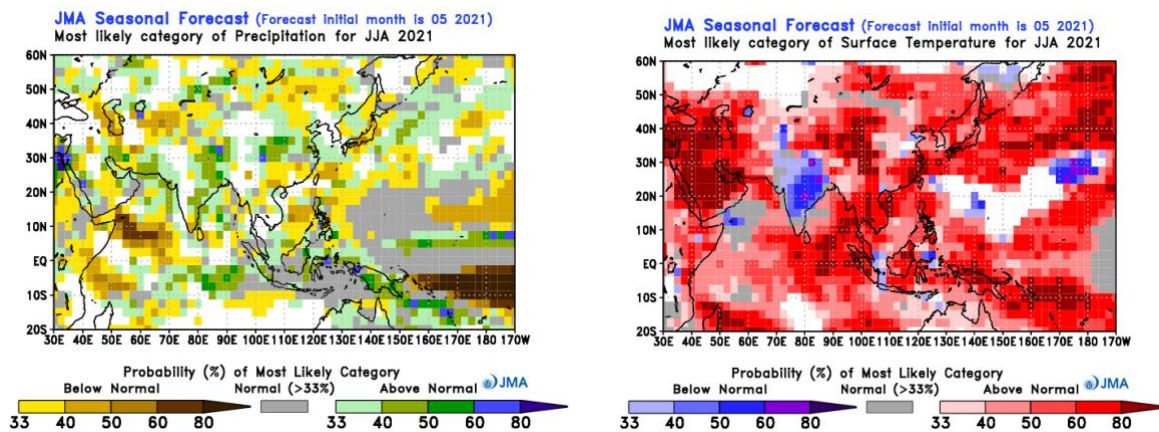 JMA Seasonal Forecast (Forecast initial month is 05 2021)
Most likely category of Precipitation for JJA 2021
60N
50N
40N
30N
20N
10N
EQ
10S
20S
30E 40E 50E 60E 70E 80E 90E 100E 110E 120E 130E 140E 150E 160E 170E 180 170W
Probability (%) of Most Likely Category
Below Normal Normal (>33%) Above Normal JMA
33 40 50 60 80 33 40 50 60 80
JMA Seasonal Forecast (Forecast initial month is 05 2021)
Most likely category of Surface Temperature for JJA 2021
60N
50N
40N
30N
20N
10N
EQ
10S
20S
30E 40E 50E 60E 70E 80E 90E 100E 110E 120E 130E 140E 150E 160E 170E 180 170W
Probability (%) of Most Likely Category
Below Normal Normal (>33%) Above Normal JMA
33 40 50 60 80 33 40 50 60 80